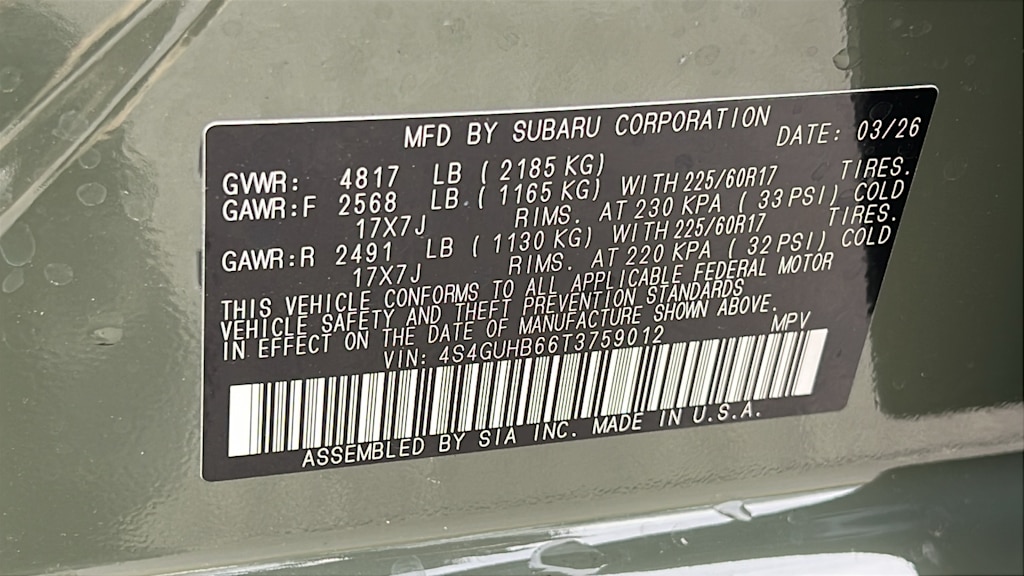 MFD BY SUBARU CORPORATION DATE: 03/26
GVWR: 4817 LB ( 2185 KG)
GAWR:F 2568 LB ( 1165 KG) WITH 225/60R17 TIRES.
17X7J RIMS. AT 230 KPA ( 33 PSI) COLD
GAWR:R 2491 LB ( 1130 KG) WITH 225/60R17 TIRES.
17X7J RIMS. AT 220 KPA ( 32 PSI) COLD
THIS VEHICLE CONFORMS TO ALL APPLICABLE FEDERAL MOTOR
VEHICLE SAFETY AND THEFT PREVENTION STANDARDS
IN EFFECT ON THE DATE OF MANUFACTURE SHOWN ABOVE.
VIN: 4S4GUHB66T3759012 MPV
ASSEMBLED BY SIA INC. MADE IN U.S.A.